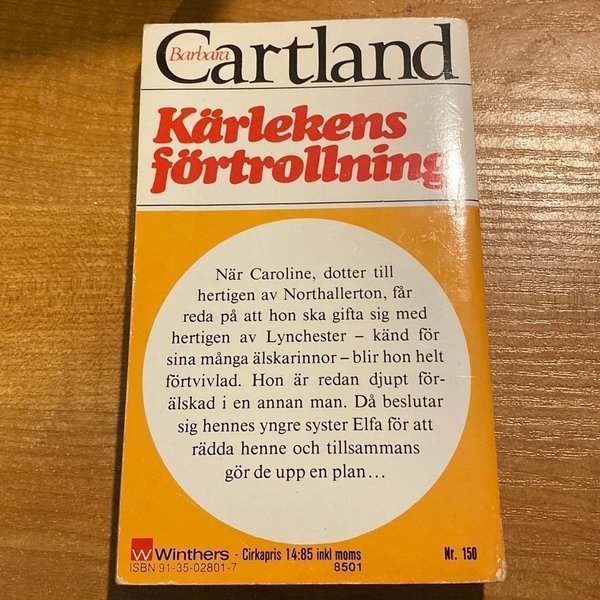 Barbara
Cartland
Kärlekens
förtrollning
När Caroline, dotter till
hertigen av Northallerton, får
reda på att hon ska gifta sig med
hertigen av Lynchester – känd för
sina många älskarinnor – blir hon helt
förtvivlad. Hon är redan djupt för-
älskad i en annan man. Då beslutar
sig hennes yngre syster Elfa för att
rädda henne och tillsammans
gör de upp en plan...
W Winthers · Cirkapris 14:85 inkl moms Nr. 150
ISBN 91-35-02801-7 8501